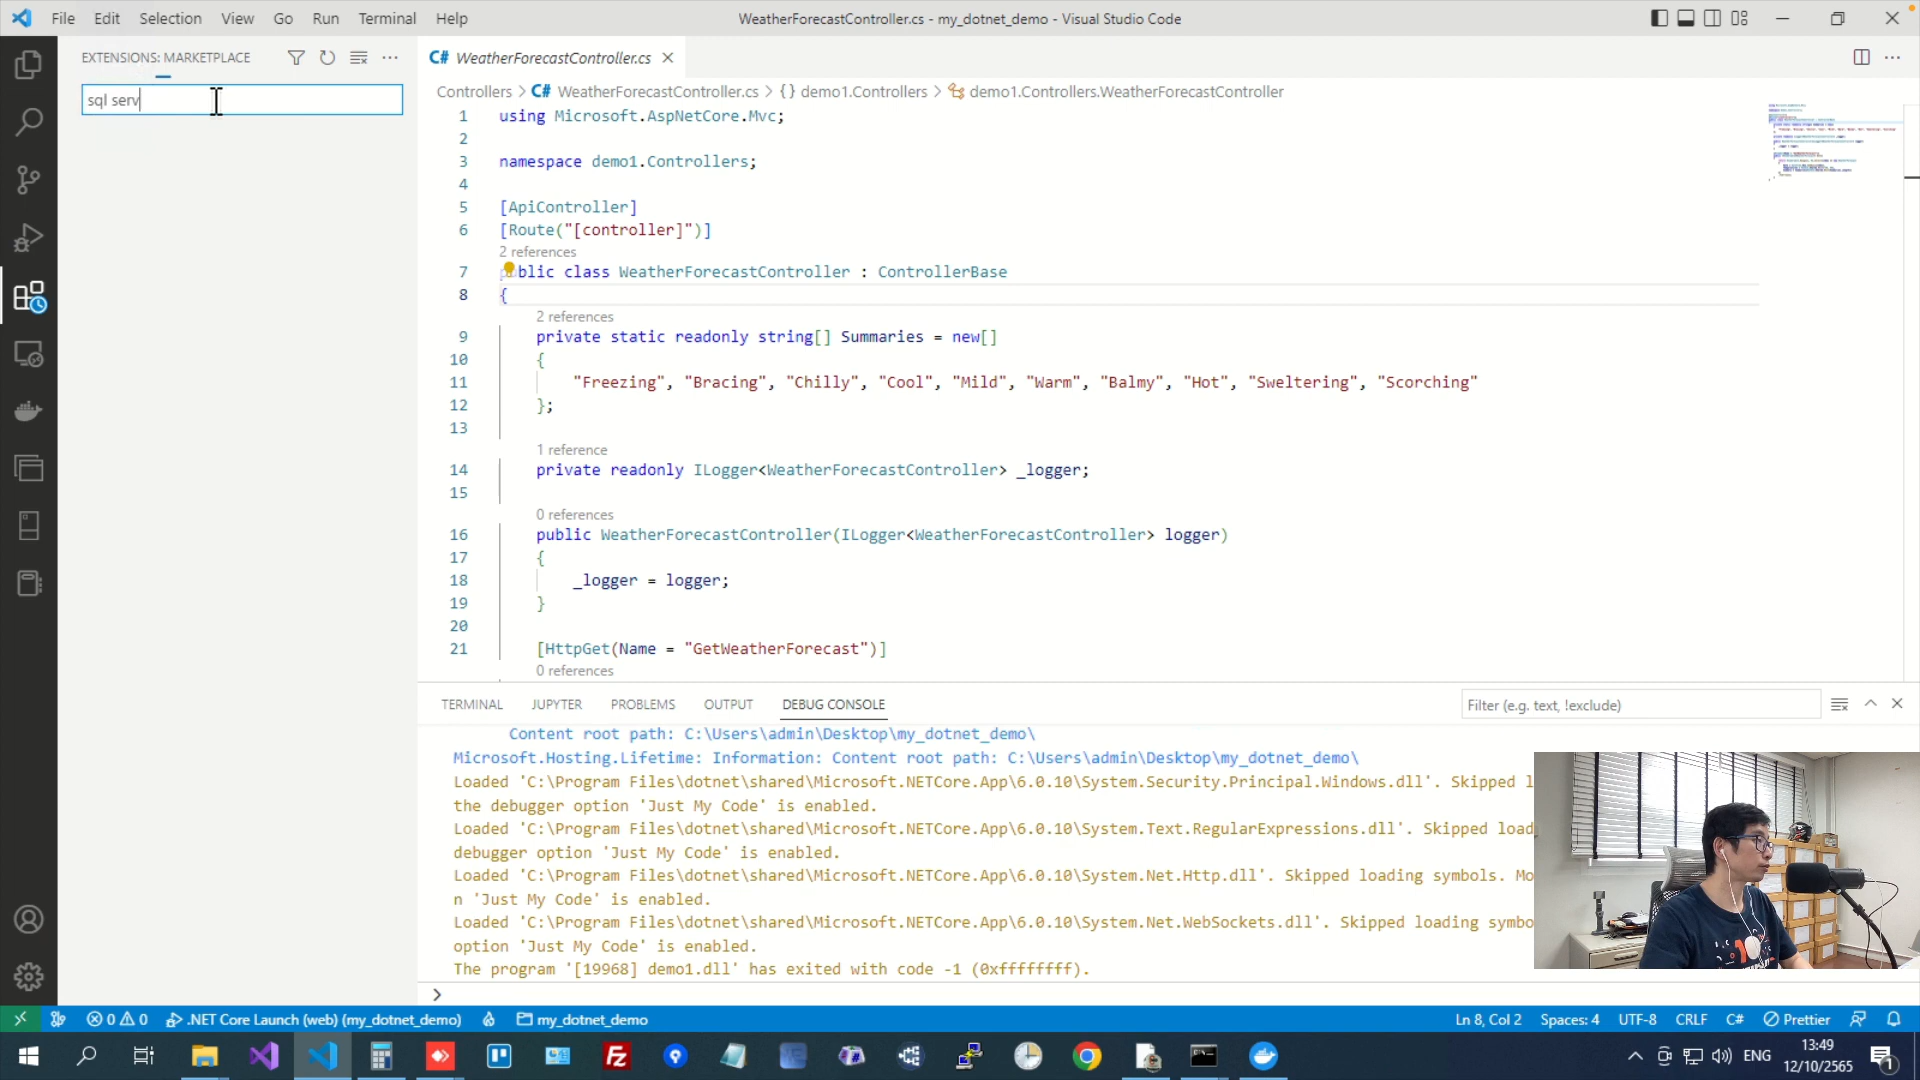 File Edit Selection View Go Run Terminal Help
WeatherForecastController.cs - my_dotnet_demo - Visual Studio Code
EXTENSIONS: MARKETPLACE
sql serv
C# WeatherForecastController.cs
Controllers > C# WeatherForecastController.cs > {} demo1.Controllers > demo1.Controllers.WeatherForecastController
1 using Microsoft.AspNetCore.Mvc;
2
3 namespace demo1.Controllers;
4
5 [ApiController]
6 [Route("[controller]")]
2 references
7 public class WeatherForecastController : ControllerBase
8 {
2 references
9 private static readonly string[] Summaries = new[]
10 {
11 "Freezing", "Bracing", "Chilly", "Cool", "Mild", "Warm", "Balmy", "Hot", "Sweltering", "Scorching"
12 };
13
1 reference
14 private readonly ILogger<WeatherForecastController> _logger;
15
0 references
16 public WeatherForecastController(ILogger<WeatherForecastController> logger)
17 {
18 _logger = logger;
19 }
20
21 [HttpGet(Name = "GetWeatherForecast")]
0 references
TERMINAL JUPYTER PROBLEMS OUTPUT DEBUG CONSOLE
Filter (e.g. text, !exclude)
Content root path: C:\Users\admin\Desktop\my_dotnet_demo\
Microsoft.Hosting.Lifetime: Information: Content root path: C:\Users\admin\Desktop\my_dotnet_demo\
Loaded 'C:\Program Files\dotnet\shared\Microsoft.NETCore.App\6.0.10\System.Security.Principal.Windows.dll'. Skipped l
the debugger option 'Just My Code' is enabled.
Loaded 'C:\Program Files\dotnet\shared\Microsoft.NETCore.App\6.0.10\System.Text.RegularExpressions.dll'. Skipped load
debugger option 'Just My Code' is enabled.
Loaded 'C:\Program Files\dotnet\shared\Microsoft.NETCore.App\6.0.10\System.Net.Http.dll'. Skipped loading symbols. Mo
n 'Just My Code' is enabled.
Loaded 'C:\Program Files\dotnet\shared\Microsoft.NETCore.App\6.0.10\System.Net.WebSockets.dll'. Skipped loading symbo
option 'Just My Code' is enabled.
The program '[19968] demo1.dll' has exited with code -1 (0xffffffff).
>
0 0 .NET Core Launch (web) (my_dotnet_demo) my_dotnet_demo
Ln 8, Col 2 Spaces: 4 UTF-8 CRLF C# Prettier
ENG
13:49
12/10/2565
1